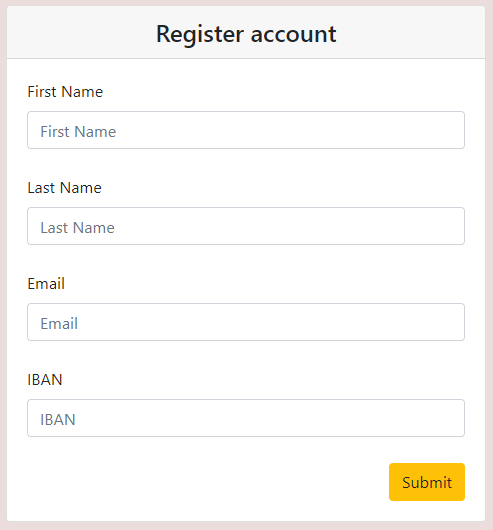 Register account
First Name
First Name
Last Name
Last Name
Email
Email
IBAN
IBAN
Submit